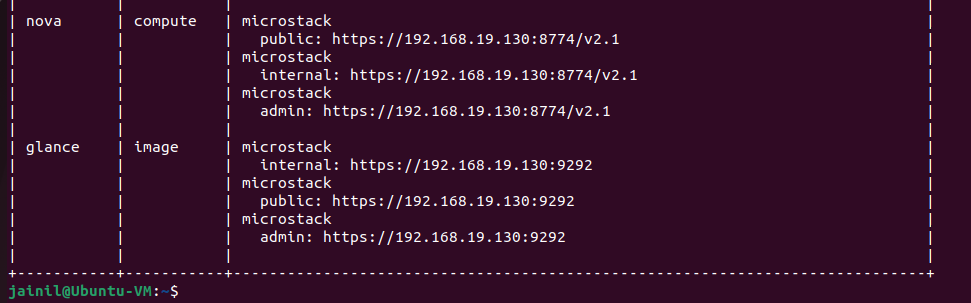 |           |           |                                                                             |
| nova      | compute   | microstack                                                                  |
|           |           |   public: https://192.168.19.130:8774/v2.1                                  |
|           |           | microstack                                                                  |
|           |           |   internal: https://192.168.19.130:8774/v2.1                                |
|           |           | microstack                                                                  |
|           |           |   admin: https://192.168.19.130:8774/v2.1                                   |
|           |           |                                                                             |
| glance    | image     | microstack                                                                  |
|           |           |   internal: https://192.168.19.130:9292                                     |
|           |           | microstack                                                                  |
|           |           |   public: https://192.168.19.130:9292                                       |
|           |           | microstack                                                                  |
|           |           |   admin: https://192.168.19.130:9292                                        |
|           |           |                                                                             |
+-----------+-----------+-----------------------------------------------------------------------------+
jainil@Ubuntu-VM:~$